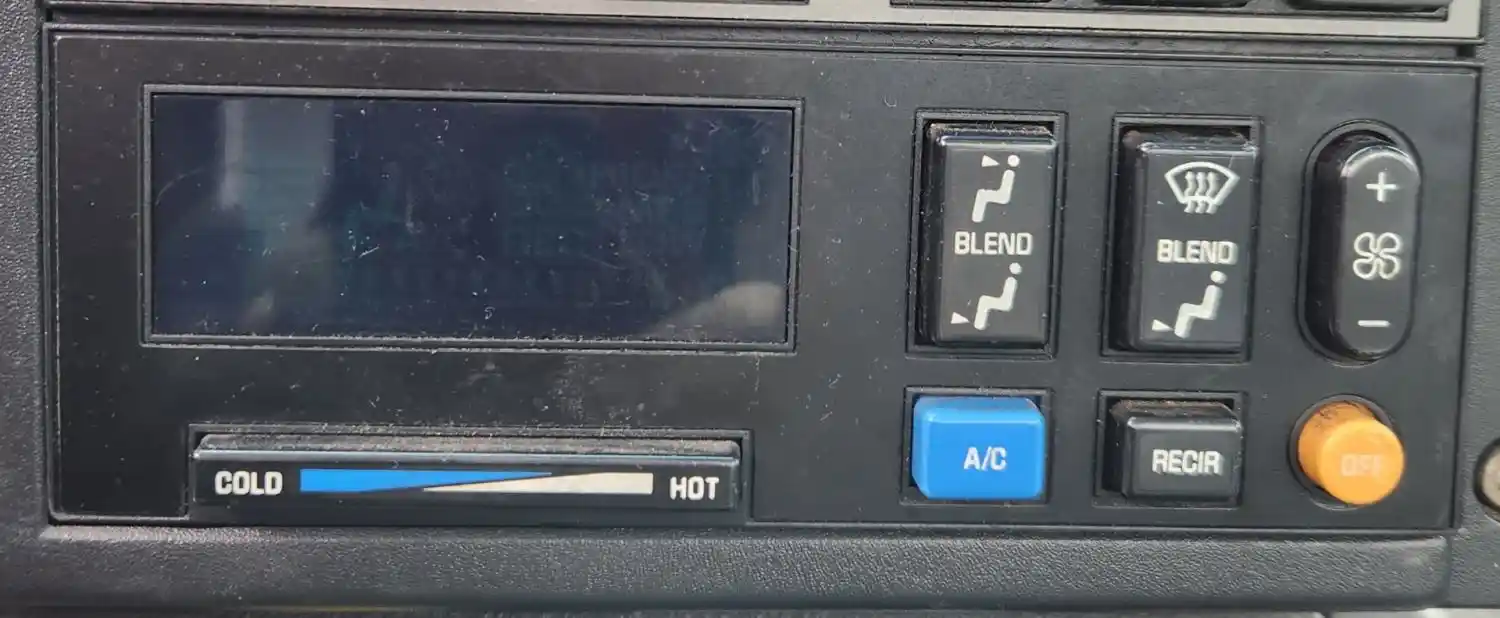 BLEND
BLEND
+
-
A/C
RECIR
OFF
COLD
HOT